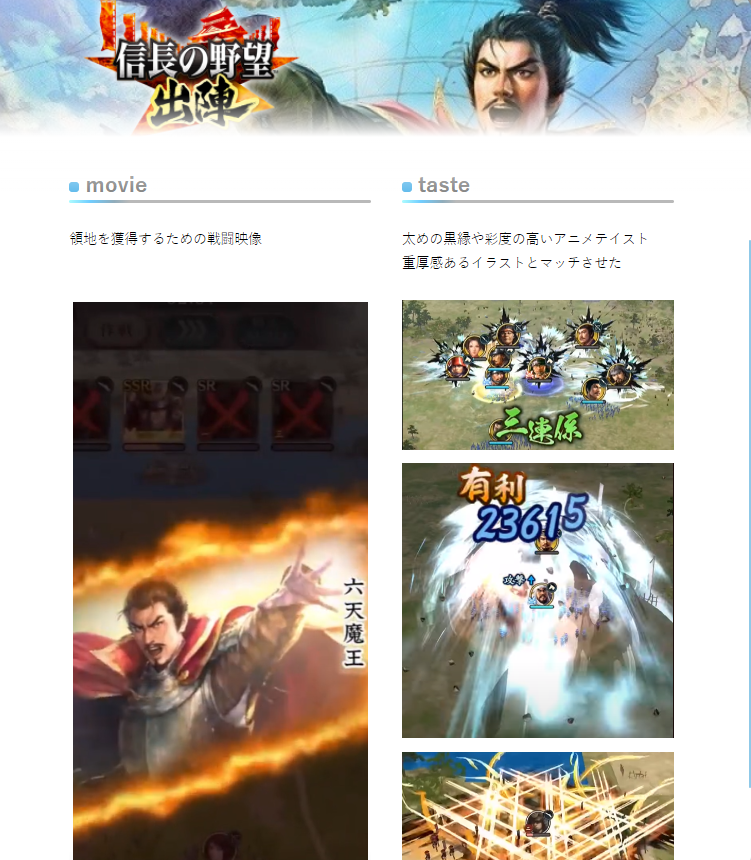 信長の野望
出陣
movie
領地を獲得するための戦闘映像
SSR
SR
SR
六天魔王
taste
太めの黒縁や彩度の高いアニメテイスト
重厚感あるイラストとマッチさせた
三連係
有利
23615
攻撃↑